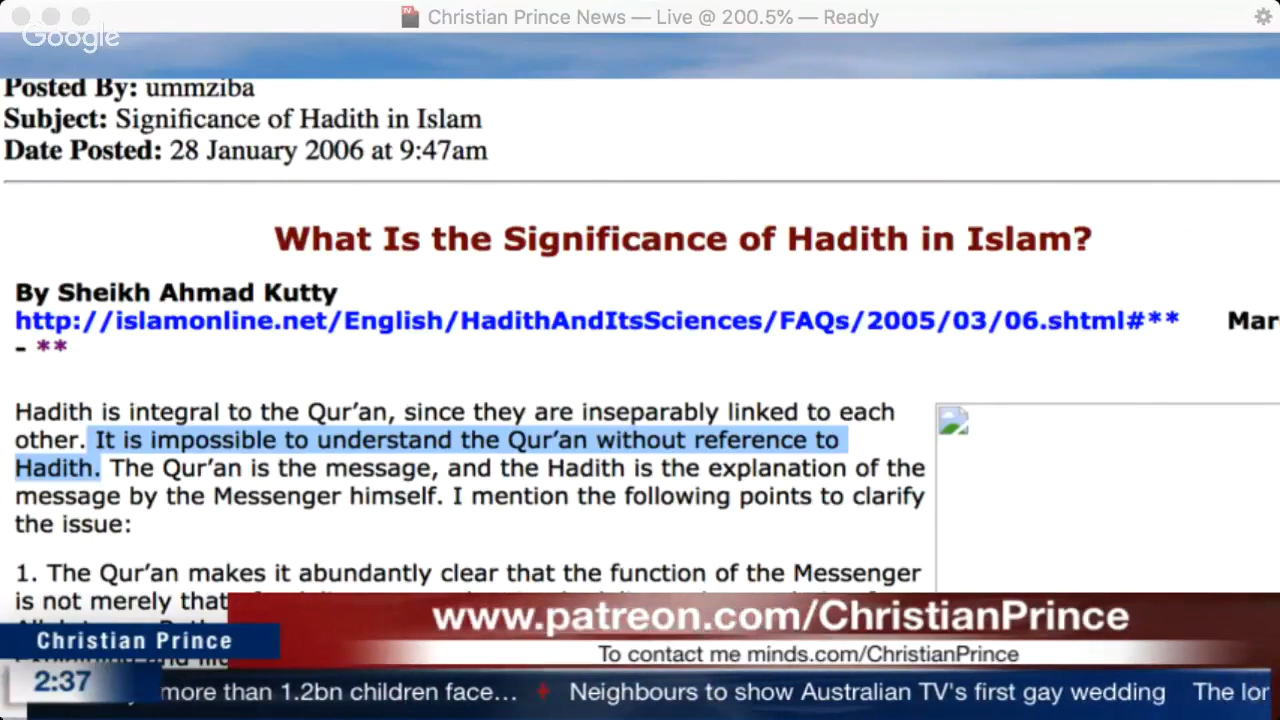 Christian Prince News — Live @ 200.5% — Ready
Google
Posted By: ummziba
Subject: Significance of Hadith in Islam
Date Posted: 28 January 2006 at 9:47am
What Is the Significance of Hadith in Islam?
By Sheikh Ahmad Kutty
http://islamonline.net/English/HadithAndItsSciences/FAQs/2005/03/06.shtml#** Mar
- **
Hadith is integral to the Qur’an, since they are inseparably linked to each
other. It is impossible to understand the Qur’an without reference to
Hadith. The Qur’an is the message, and the Hadith is the explanation of the
message by the Messenger himself. I mention the following points to clarify
the issue:
1. The Qur’an makes it abundantly clear that the function of the Messenger
is not merely that
www.patreon.com/ChristianPrince
Christian Prince
To contact me minds.com/ChristianPrince
2:37
more than 1.2bn children face... Neighbours to show Australian TV's first gay wedding The lor